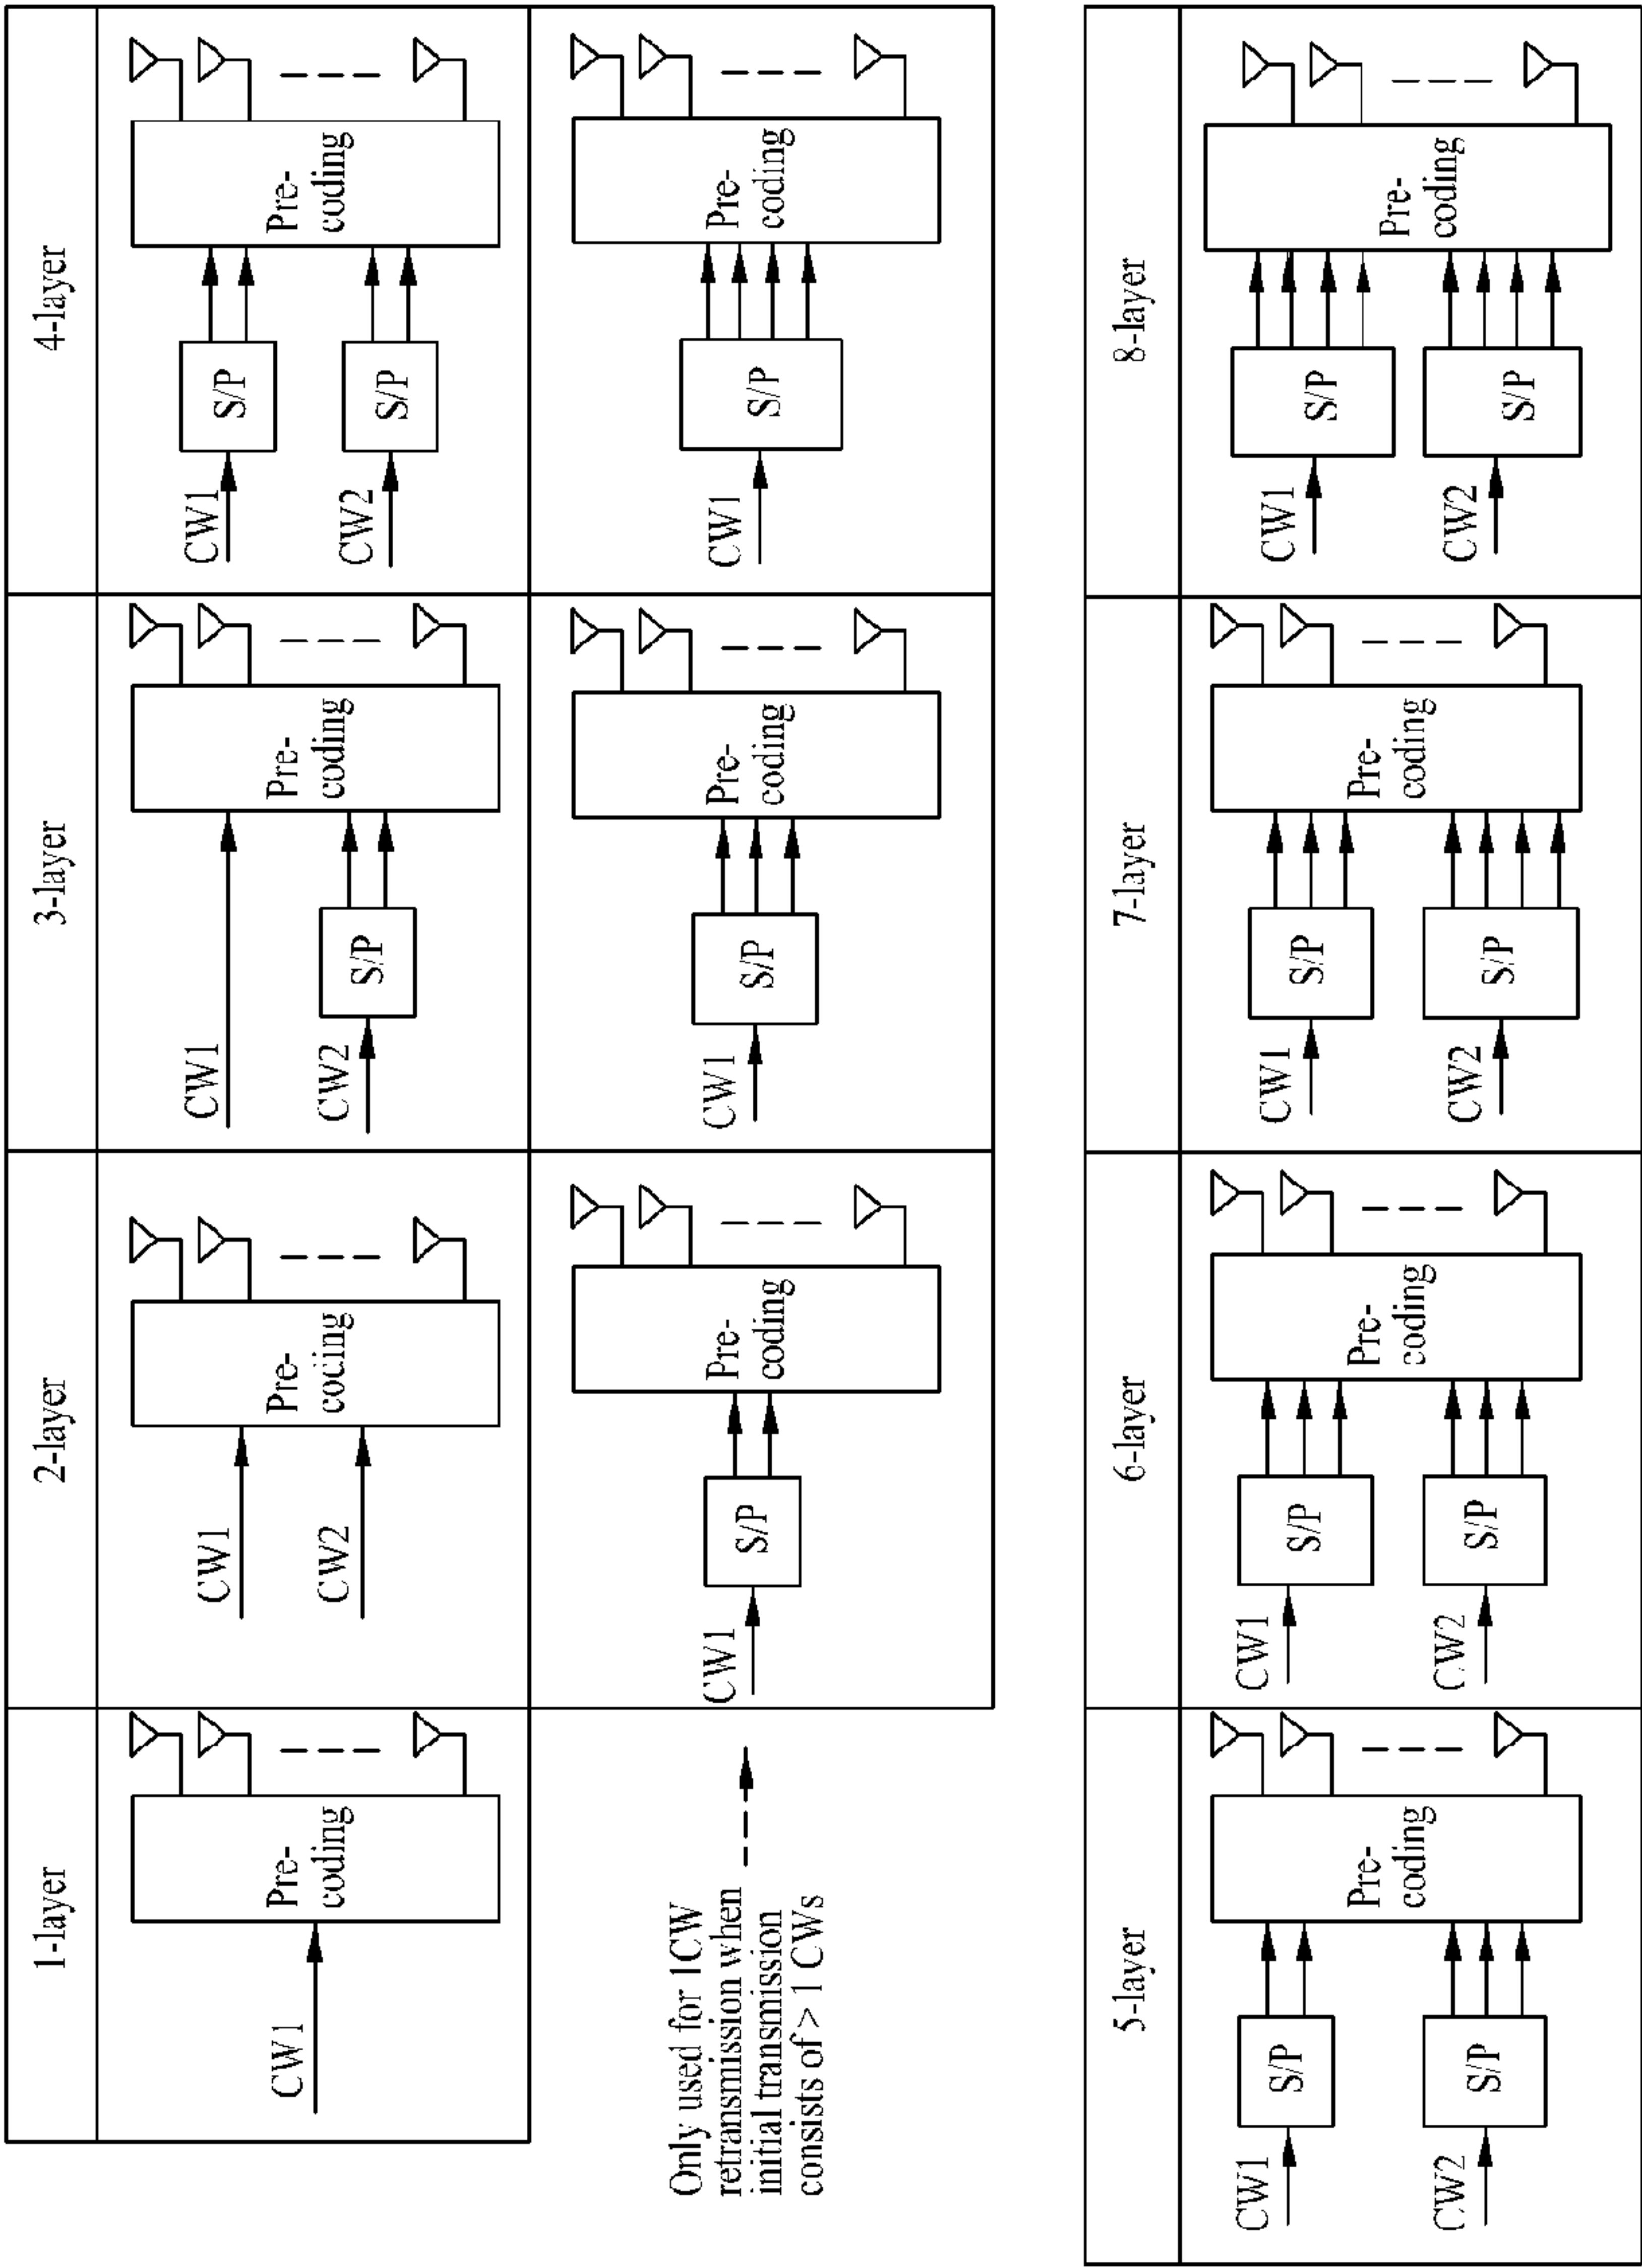 1-layer
2-layer
3-layer
4-layer
CW1
Pre-
coding
CW1
CW2
Pre-
coding
CW1
CW2
S/P
Pre-
coding
CW1
CW2
S/P
S/P
Pre-
coding
Only used for 1CW
retransmission when
initial transmission
consists of > 1 CWs
CW1
S/P
Pre-
coding
CW1
S/P
Pre-
coding
CW1
S/P
Pre-
coding
5-layer
6-layer
7-layer
8-layer
CW1
CW2
S/P
S/P
Pre-
coding
CW1
CW2
S/P
S/P
Pre-
coding
CW1
CW2
S/P
S/P
Pre-
coding
CW1
CW2
S/P
S/P
Pre-
coding